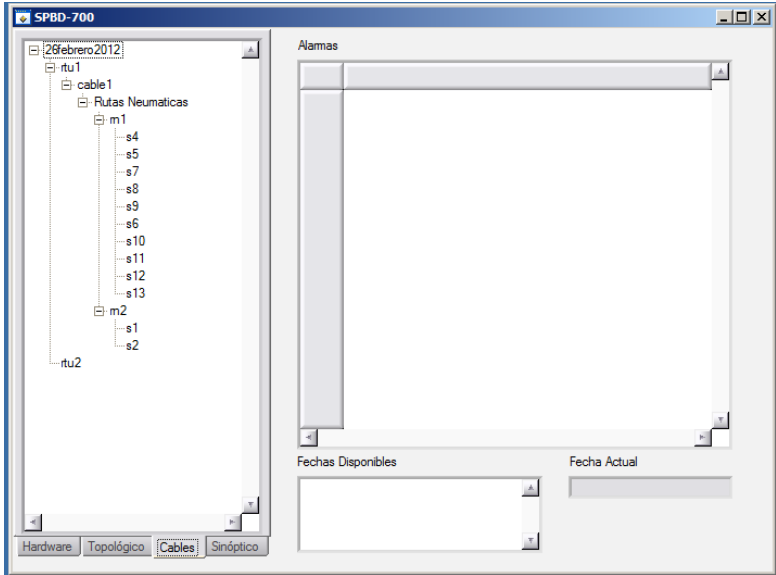 SPBD-700
26febrero2012
rtu1
cable1
Rutas Neumaticas
m1
s4
s5
s7
s8
s9
s6
s10
s11
s12
s13
m2
s1
s2
rtu2
Hardware Topológico Cables Sinóptico
Alarmas
Fechas Disponibles
Fecha Actual